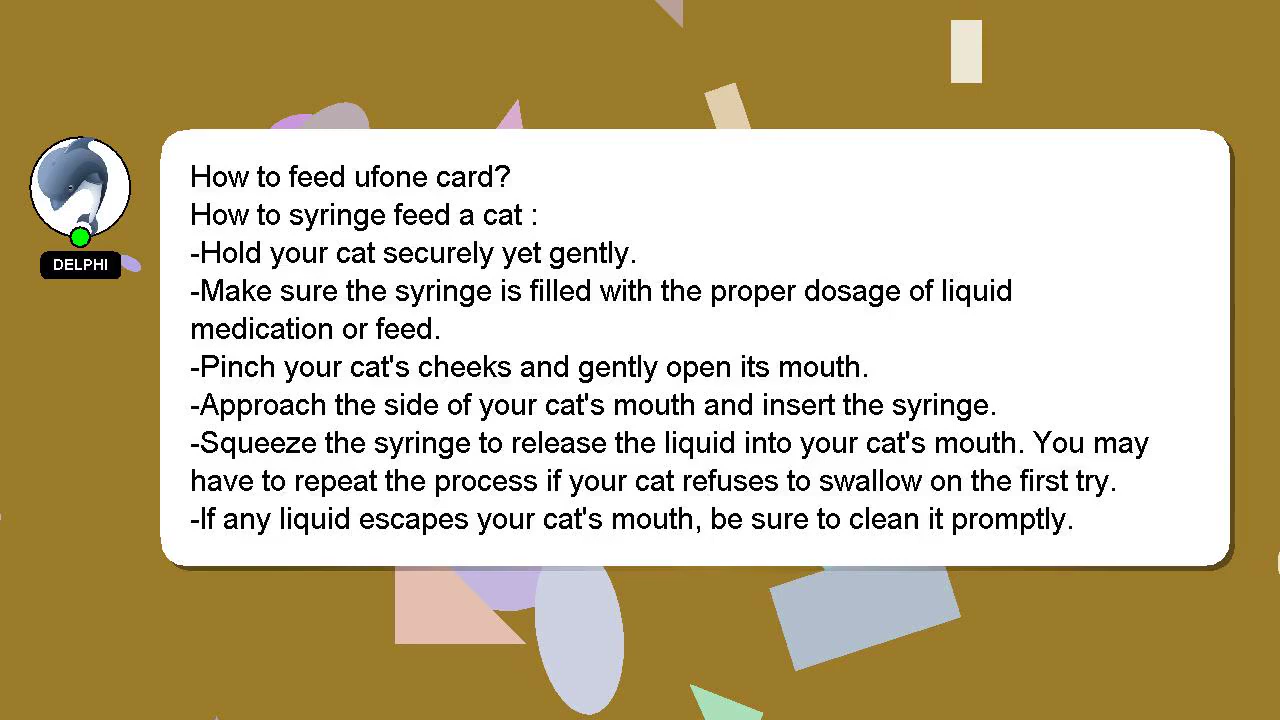 How to feed ufone card?
How to syringe feed a cat :
-Hold your cat securely yet gently.
-Make sure the syringe is filled with the proper dosage of liquid
medication or feed.
-Pinch your cat's cheeks and gently open its mouth.
-Approach the side of your cat's mouth and insert the syringe.
-Squeeze the syringe to release the liquid into your cat's mouth. You may
have to repeat the process if your cat refuses to swallow on the first try.
-If any liquid escapes your cat's mouth, be sure to clean it promptly.
DELPHI